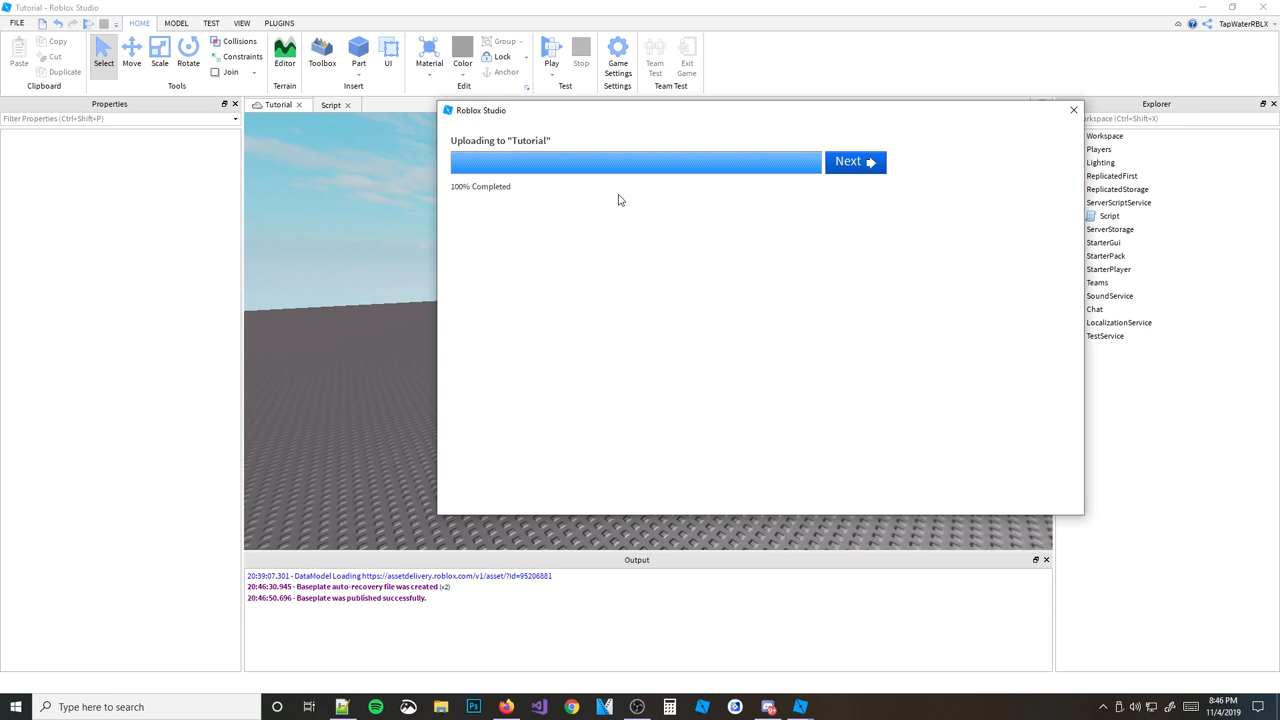 Tutorial - Roblox Studio
FILE
HOME
MODEL
TEST
VIEW
PLUGINS
TapWaterRBLX
Paste
Copy
Cut
Duplicate
Clipboard
Select
Move
Scale
Rotate
Collisions
Constraints
Join
Tools
Editor
Terrain
Toolbox
Part
UI
Insert
Material
Color
Group
Lock
Anchor
Edit
Play
Stop
Test
Game Settings
Settings
Team Test
Exit Game
Team Test
Properties
Filter Properties (Ctrl+Shift+P)
Tutorial
Script
Roblox Studio
Uploading to "Tutorial"
Next
100% Completed
Explorer
rkspace (Ctrl+Shift+X)
Workspace
Players
Lighting
ReplicatedFirst
ReplicatedStorage
ServerScriptService
Script
ServerStorage
StarterGui
StarterPack
StarterPlayer
Teams
SoundService
Chat
LocalizationService
TestService
Output
20:39:07.301 - DataModel Loading https://assetdelivery.roblox.com/v1/asset/?id=95206881
20:46:30.945 - Baseplate auto-recovery file was created (x2)
20:46:50.696 - Baseplate was published successfully.
Type here to search
Ps
8:46 PM
11/4/2019